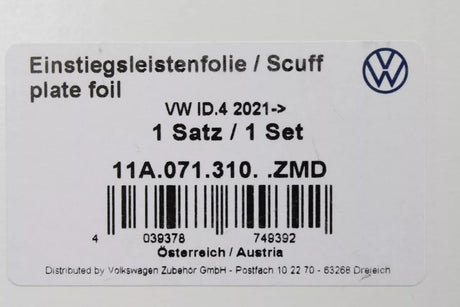 Einstiegsleistenfolie / Scuff
plate foil
VW ID.4 2021->
1 Satz / 1 Set
11A.071.310. .ZMD
4 039378 749392
Österreich / Austria
Distributed by Volkswagen Zubehör GmbH - Postfach 10 22 70 - 63268 Dreieich